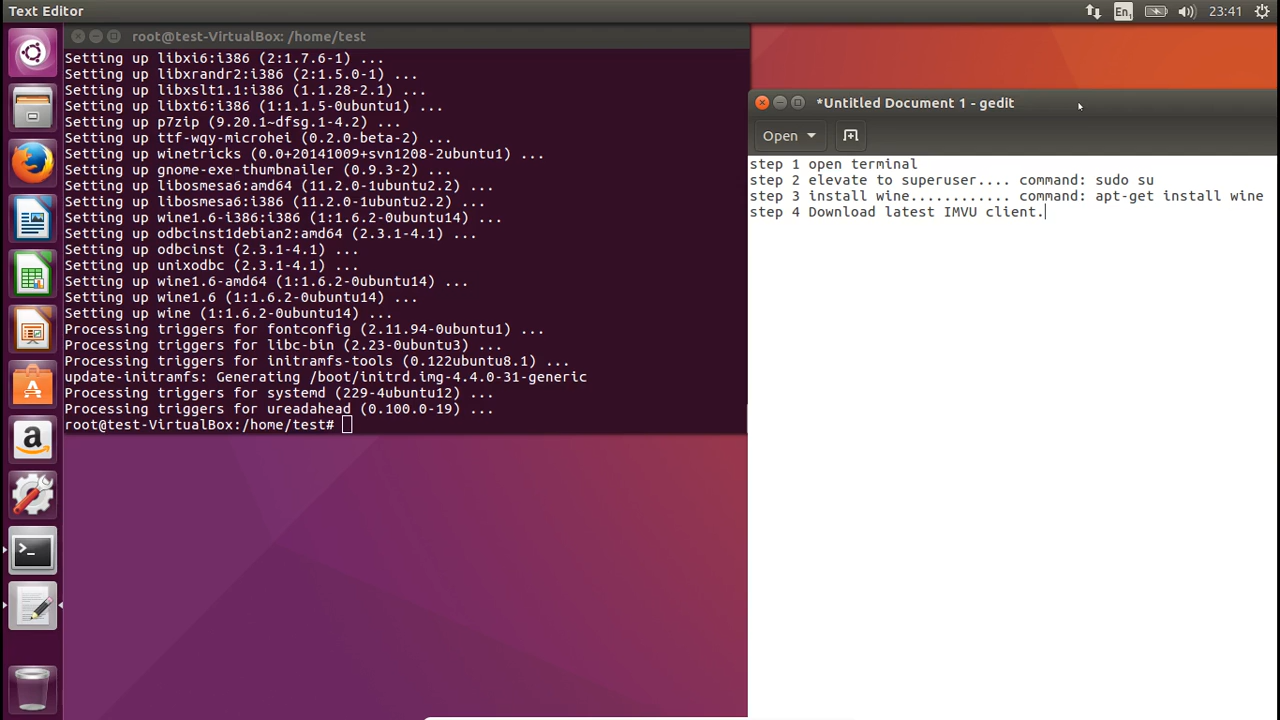 Text Editor
En
23:41
root@test-VirtualBox: /home/test
Setting up libxi6:i386 (2:1.7.6-1) ...
Setting up libxrandr2:i386 (2:1.5.0-1) ...
Setting up libxslt1.1:i386 (1.1.28-2.1) ...
Setting up libxt6:i386 (1:1.1.5-0ubuntu1) ...
Setting up p7zip (9.20.1~dfsg.1-4.2) ...
Setting up ttf-wqy-microhei (0.2.0-beta-2) ...
Setting up winetricks (0.0+20141009+svn1208-2ubuntu1) ...
Setting up gnome-exe-thumbnailer (0.9.3-2) ...
Setting up libosmesa6:amd64 (11.2.0-1ubuntu2.2) ...
Setting up libosmesa6:i386 (11.2.0-1ubuntu2.2) ...
Setting up wine1.6-i386:i386 (1:1.6.2-0ubuntu14) ...
Setting up odbcinst1debian2:amd64 (2.3.1-4.1) ...
Setting up odbcinst (2.3.1-4.1) ...
Setting up unixodbc (2.3.1-4.1) ...
Setting up wine1.6-amd64 (1:1.6.2-0ubuntu14) ...
Setting up wine1.6 (1:1.6.2-0ubuntu14) ...
Setting up wine (1:1.6.2-0ubuntu14) ...
Processing triggers for fontconfig (2.11.94-0ubuntu1) ...
Processing triggers for libc-bin (2.23-0ubuntu3) ...
Processing triggers for initramfs-tools (0.122ubuntu8.1) ...
update-initramfs: Generating /boot/initrd.img-4.4.0-31-generic
Processing triggers for systemd (229-4ubuntu12) ...
Processing triggers for ureadahead (0.100.0-19) ...
root@test-VirtualBox:/home/test#
*Untitled Document 1 - gedit
Open
step 1 open terminal
step 2 elevate to superuser.... command: sudo su
step 3 install wine............ command: apt-get install wine
step 4 Download latest IMVU client.